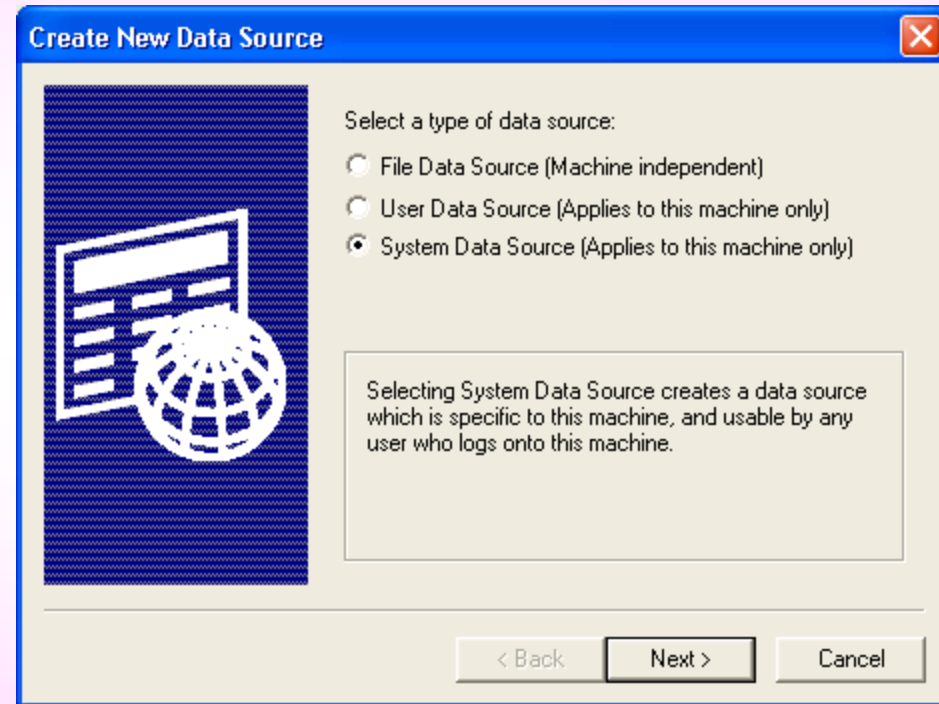 Create New Data Source
Select a type of data source:
File Data Source (Machine independent)
User Data Source (Applies to this machine only)
System Data Source (Applies to this machine only)
Selecting System Data Source creates a data source
which is specific to this machine, and usable by any
user who logs onto this machine.
< Back
Next >
Cancel